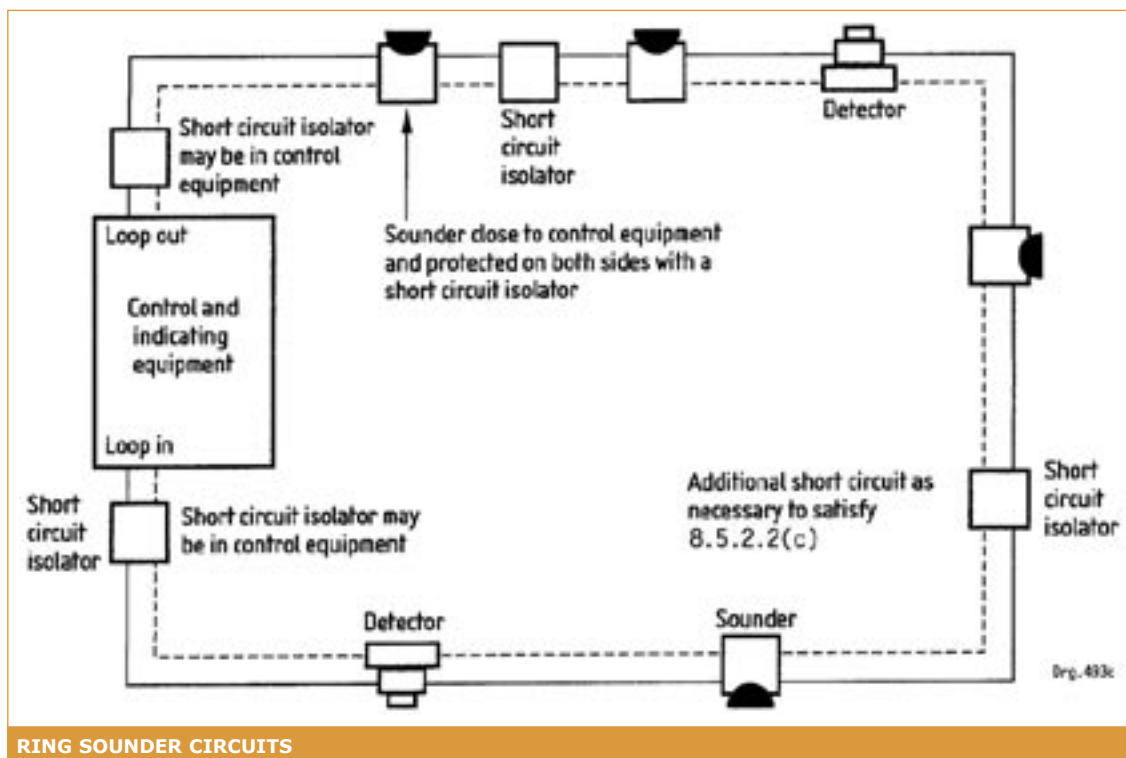 Short circuit isolator
may be in control
equipment
Short
circuit
isolator
Detector
Loop out
Control and
indicating
equipment
Loop in
Sounder close to control equipment
and protected on both sides with a
short circuit isolator
Short
circuit
isolator
Short circuit isolator may
be in control equipment
Additional short circuit as
necessary to satisfy
8.5.2.2(c)
Short
circuit
isolator
Detector
Sounder
Drg.493c
RING SOUNDER CIRCUITS